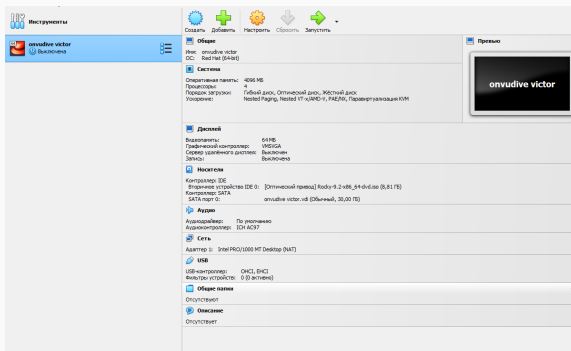 Инструменты
Создать Добавить Настроить Сбросить Запустить
onvudive victor
Выключена
Общие
Имя: onvudive victor
ОС: Red Hat (64-bit)
Превью
onvudive victor
Система
Оперативная память: 4096 МБ
Процессоры: 4
Порядок загрузки: Гибкий диск, Оптический диск, Жёсткий диск
Ускорение: Nested Paging, Nested VT-x/AMD-V, PAE/NX, Паравиртуализация KVM
Дисплей
Видеопамять: 64 МБ
Графический контроллер: VMSVGA
Сервер удалённого дисплея: Выключен
Запись: Выключена
Носители
Контроллер: IDE
Вторичное устройство IDE 0: [Оптический привод] Rocky-9.2-x86_64-dvd.iso (8,81 ГБ)
Контроллер: SATA
SATA порт 0: onvudive victor.vdi (Обычный, 30,00 ГБ)
Аудио
Аудиодрайвер: По умолчанию
Аудиоконтроллер: ICH AC97
Сеть
Адаптер 1: Intel PRO/1000 MT Desktop (NAT)
USB
USB-контроллер: OHCI, EHCI
Фильтры устройств: 0 (0 активно)
Общие папки
Отсутствуют
Описание
Отсутствует